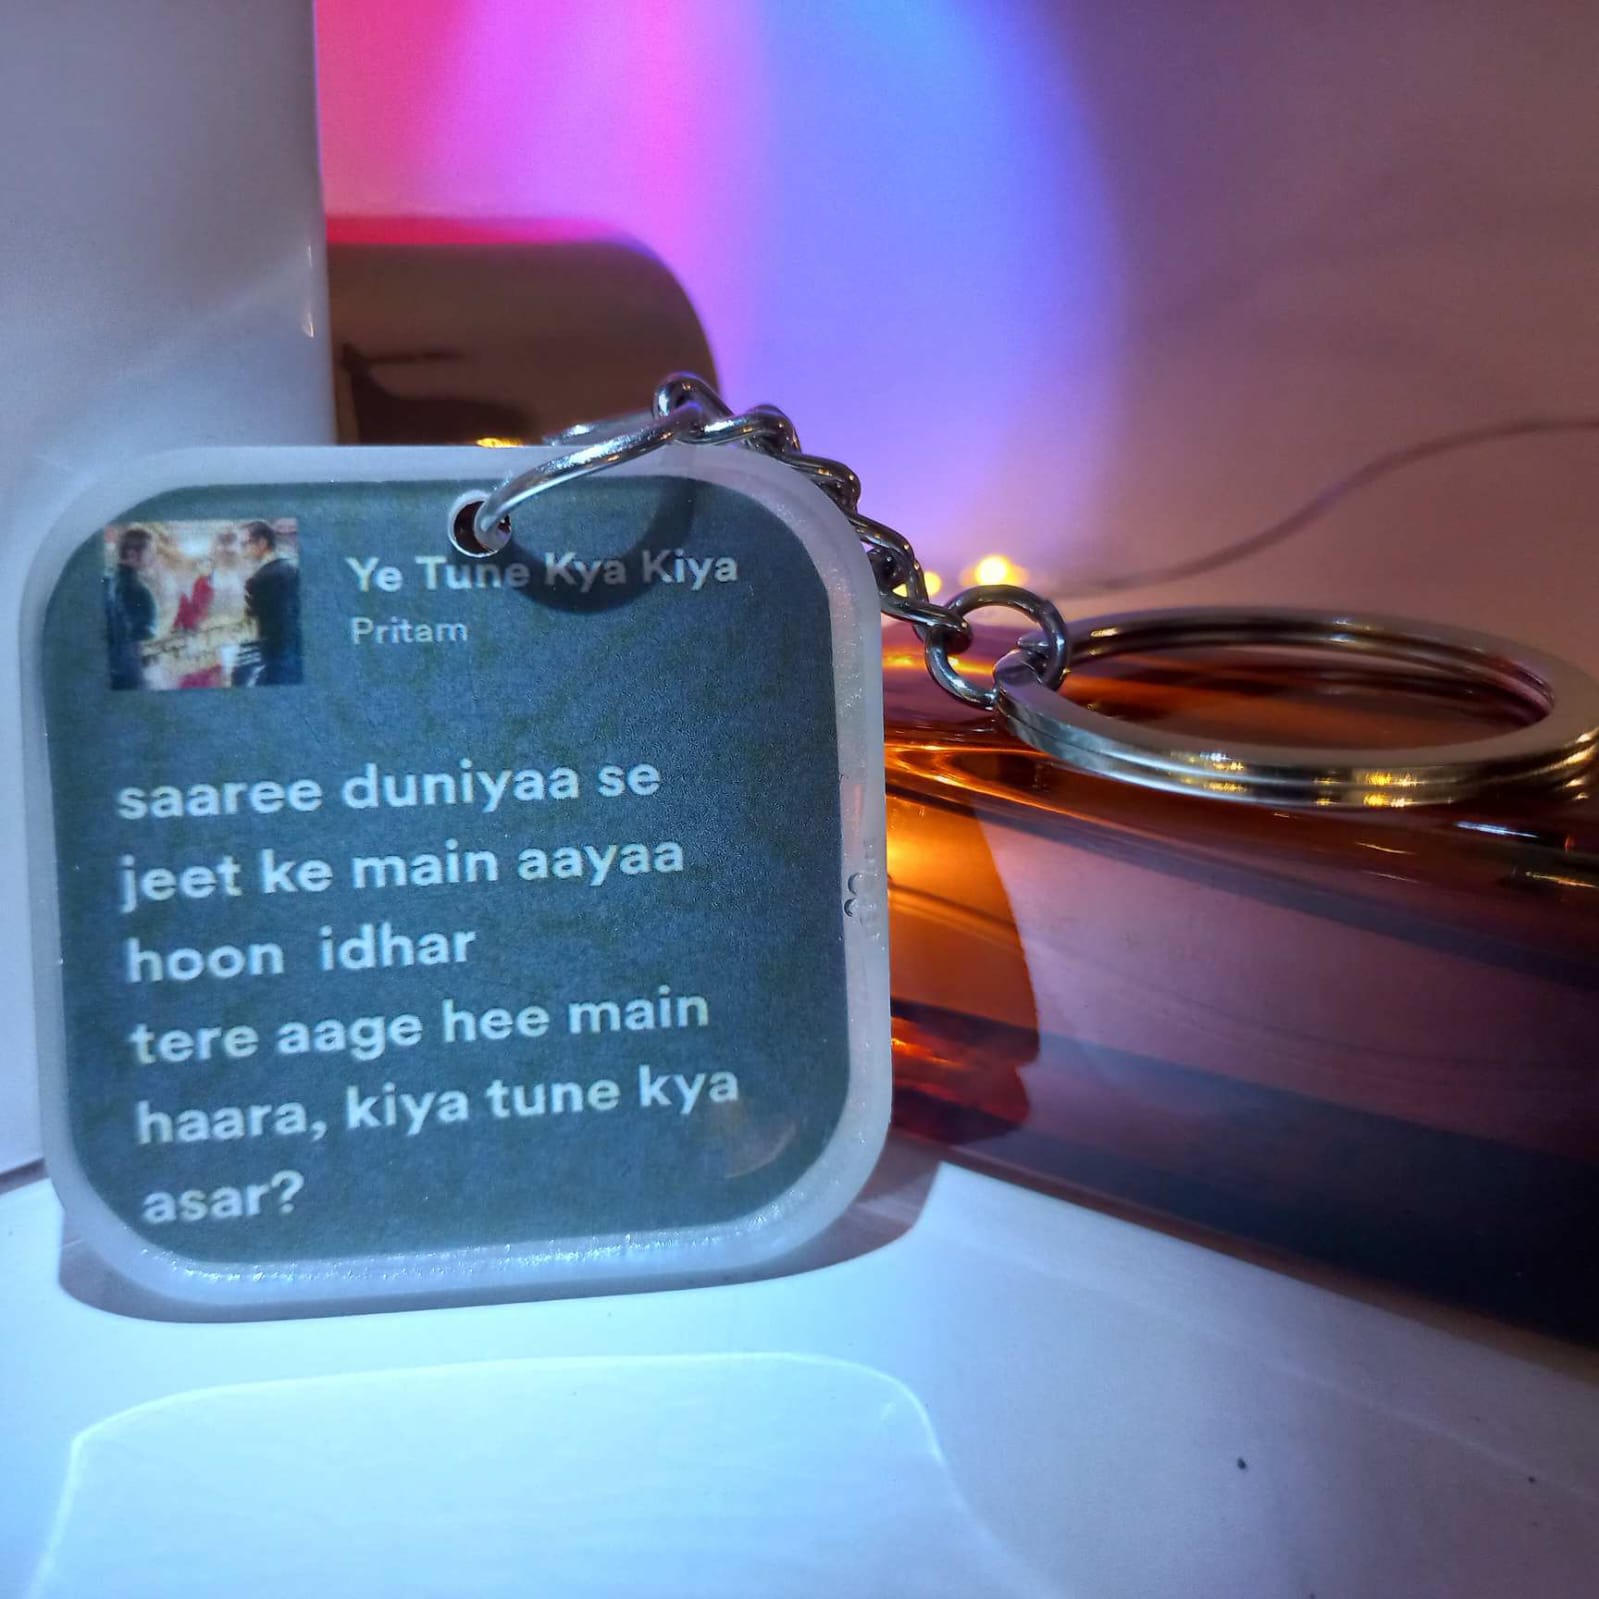 Ye Tune Kya Kiya
Pritam
saaree duniyaa se
jeet ke main aayaa
hoon idhar
tere aage hee main
haara, kiya tune kya
asar?